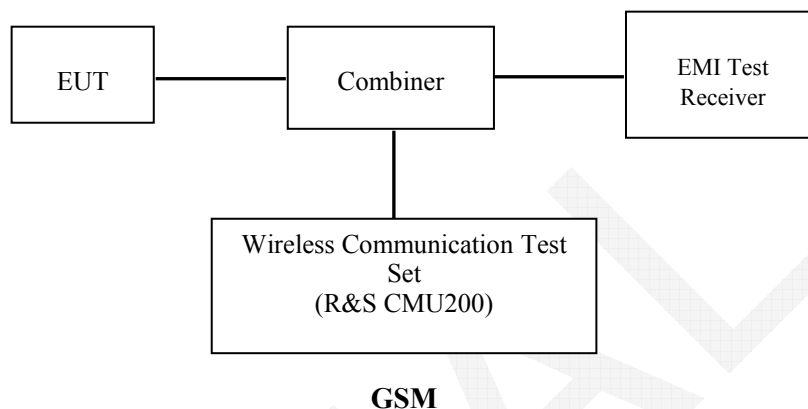 EUT
Combiner
EMI Test
Receiver
Wireless Communication Test
Set
(R&S CMU200)
GSM